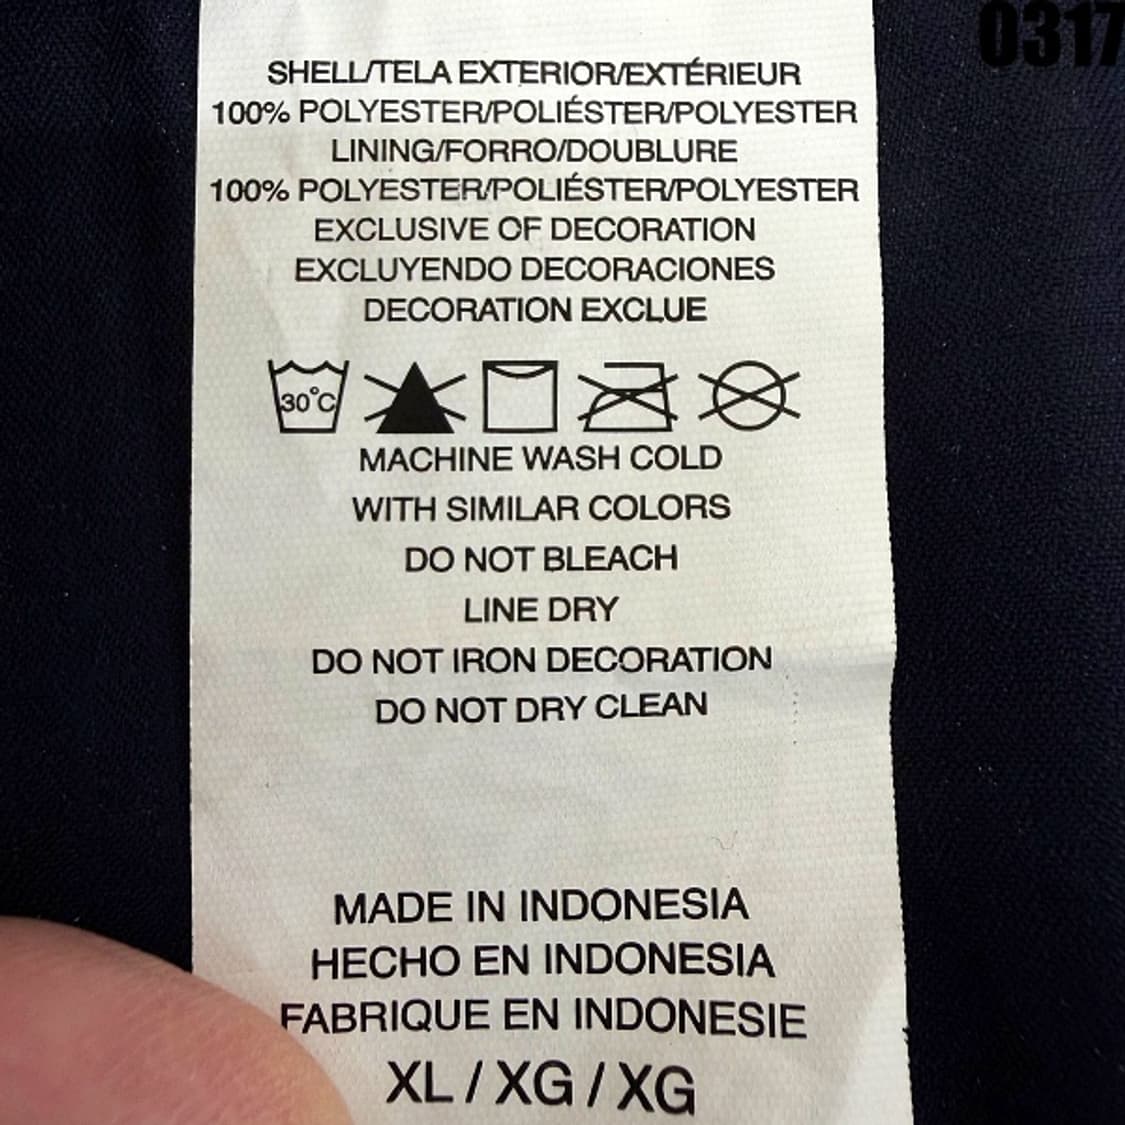 0317
SHELL/TELA EXTERIOR/EXTÉRIEUR
100% POLYESTER/POLIÉSTER/POLYESTER
LINING/FORRO/DOUBLURE
100% POLYESTER/POLIÉSTER/POLYESTER
EXCLUSIVE OF DECORATION
EXCLUYENDO DECORACIONES
DECORATION EXCLUE
30°C
MACHINE WASH COLD
WITH SIMILAR COLORS
DO NOT BLEACH
LINE DRY
DO NOT IRON DECORATION
DO NOT DRY CLEAN
MADE IN INDONESIA
HECHO EN INDONESIA
FABRIQUE EN INDONESIE
XL / XG / XG